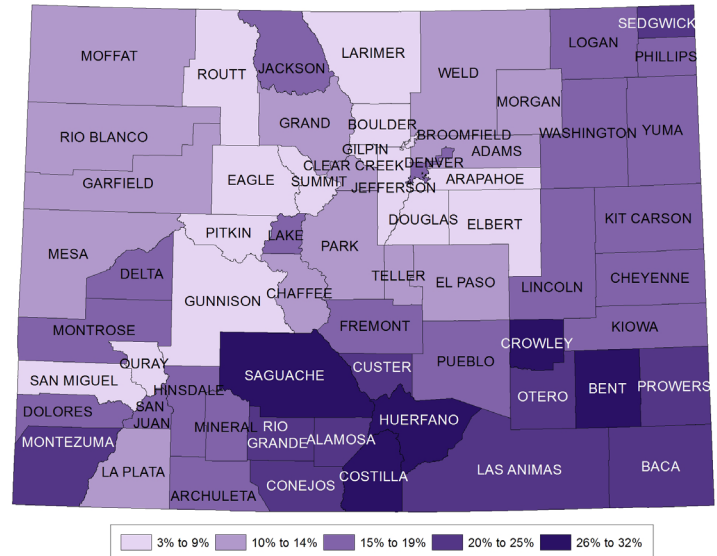 SEDGWICK
LOGAN
LARIMER
MOFFAT
PHILLIPS
JACKSON
ROUTT
WELD
MORGAN
GRAND
BOULDER
RIO BLANCO
BROOMFIELD
WASHINGTON
YUMA
GILPIN
ADAMS
CLEAR CREEK
DENVER
GARFIELD
EAGLE
SUMMIT
ARAPAHOE
JEFFERSON
DOUGLAS
ELBERT
KIT CARSON
PITKIN
LAKE
PARK
MESA
DELTA
TELLER
EL PASO
CHEYENNE
LINCOLN
CHAFFEE
GUNNISON
FREMONT
KIOWA
MONTROSE
CROWLEY
PUEBLO
OURAY
CUSTER
SAGUACHE
SAN MIGUEL
BENT
PROWERS
HINSDALE
OTERO
DOLORES
SAN
JUAN
HUERFANO
MINERAL
RIO
GRANDE
ALAMOSA
MONTEZUMA
LA PLATA
LAS ANIMAS
BACA
COSTILLA
CONEJOS
ARCHULETA
3% to 9%
10% to 14%
15% to 19%
20% to 25%
26% to 32%